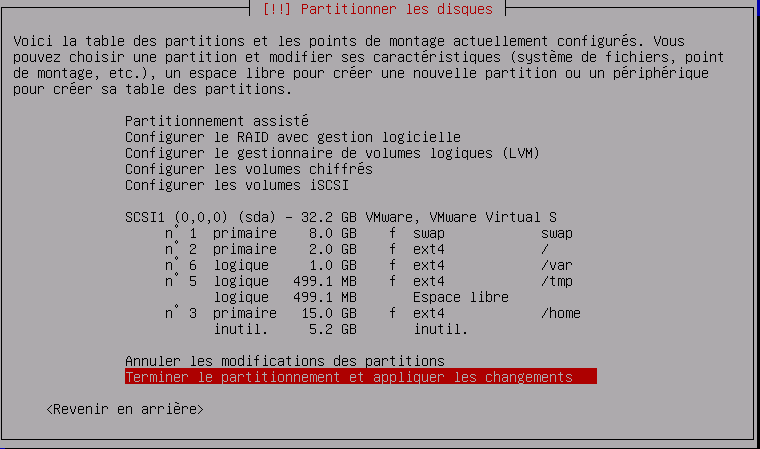 [!!] Partitionner les disques
Voici la table des partitions et les points de montage actuellement configurés. Vous
pouvez choisir une partition et modifier ses caractéristiques (système de fichiers, point
de montage, etc.), un espace libre pour créer une nouvelle partition ou un périphérique
pour créer sa table des partitions.
Partitionnement assisté
Configurer le RAID avec gestion logicielle
Configurer le gestionnaire de volumes logiques (LVM)
Configurer les volumes chiffrés
Configurer les volumes iSCSI
SCSI1 (0,0,0) (sda) - 32.2 GB VMware, VMware Virtual S
n° 1 primaire 8.0 GB f swap swap
n° 2 primaire 2.0 GB f ext4 /
n° 6 logique 1.0 GB f ext4 /var
n° 5 logique 499.1 MB f ext4 /tmp
logique 499.1 MB Espace libre
n° 3 primaire 15.0 GB f ext4 /home
inutil. 5.2 GB inutil.
Annuler les modifications des partitions
Terminer le partitionnement et appliquer les changements
<Revenir en arrière>